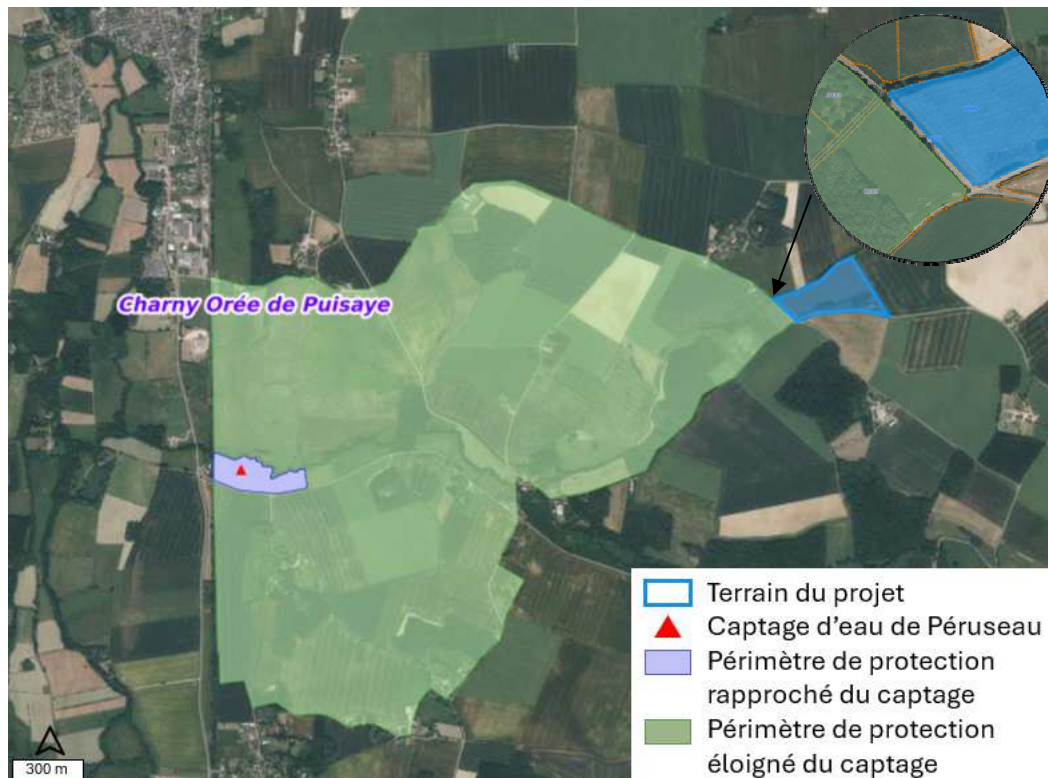 Charny Orée de Puisaye
Terrain du projet
Captage d'eau de Péruseau
Périmètre de protection
rapproché du captage
Périmètre de protection
éloigné du captage
300 m